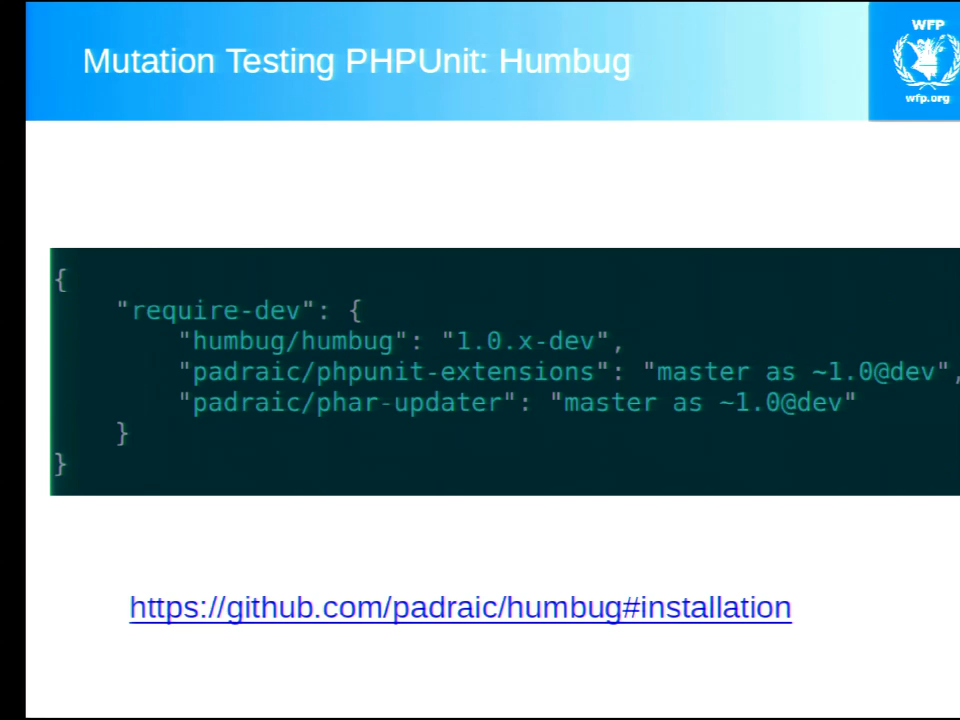 Mutation Testing PHPUnit: Humbug
WFP
wfp.org
{
    "require-dev": {
        "humbug/humbug": "1.0.x-dev",
        "padraic/phpunit-extensions": "master as ~1.0@dev",
        "padraic/phar-updater": "master as ~1.0@dev"
    }
}
https://github.com/padraic/humbug#installation